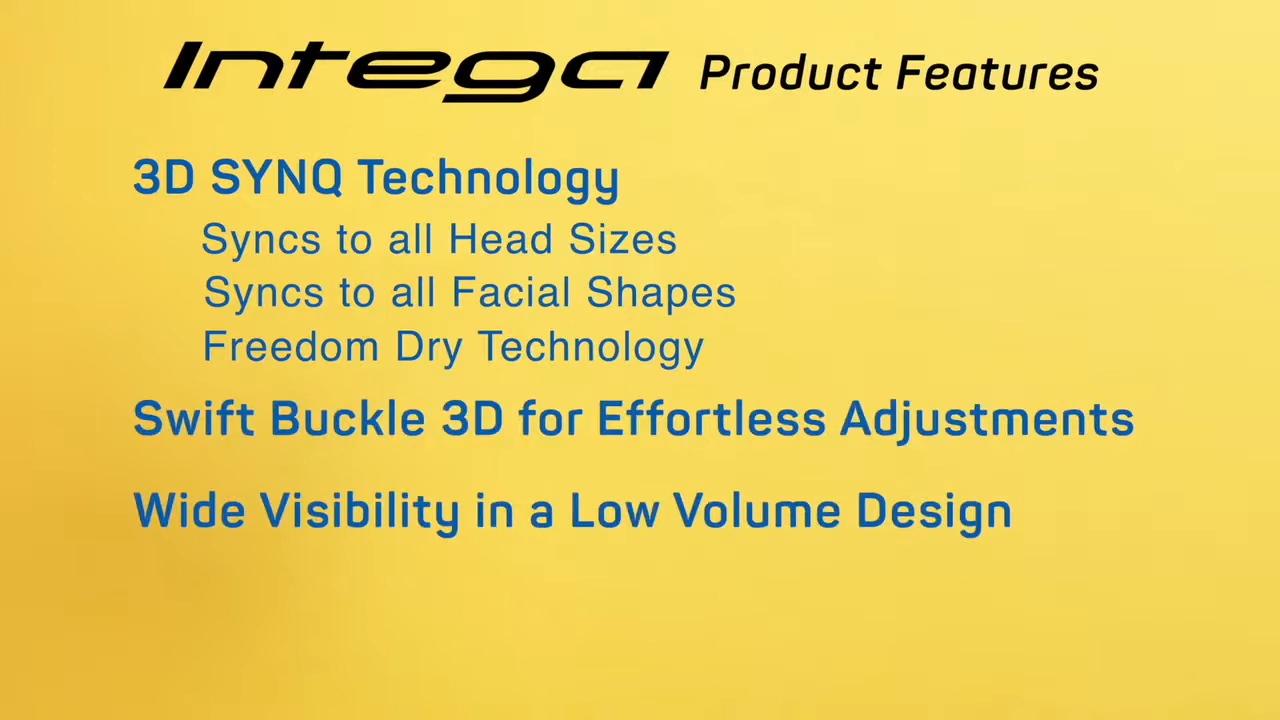 Intega Product Features
3D SYNQ Technology
Syncs to all Head Sizes
Syncs to all Facial Shapes
Freedom Dry Technology
Swift Buckle 3D for Effortless Adjustments
Wide Visibility in a Low Volume Design